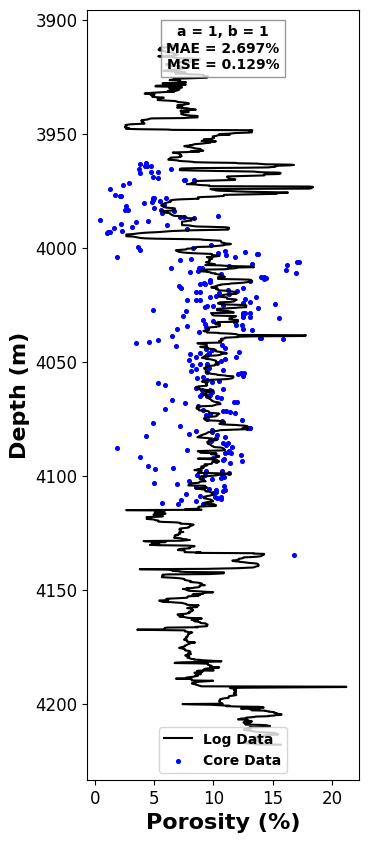 3900
a = 1, b = 1
MAE = 2.697%
MSE = 0.129%
3950
4000
4050
4100
4150
4200
Depth (m)
Log Data
Core Data
0 5 10 15 20
Porosity (%)